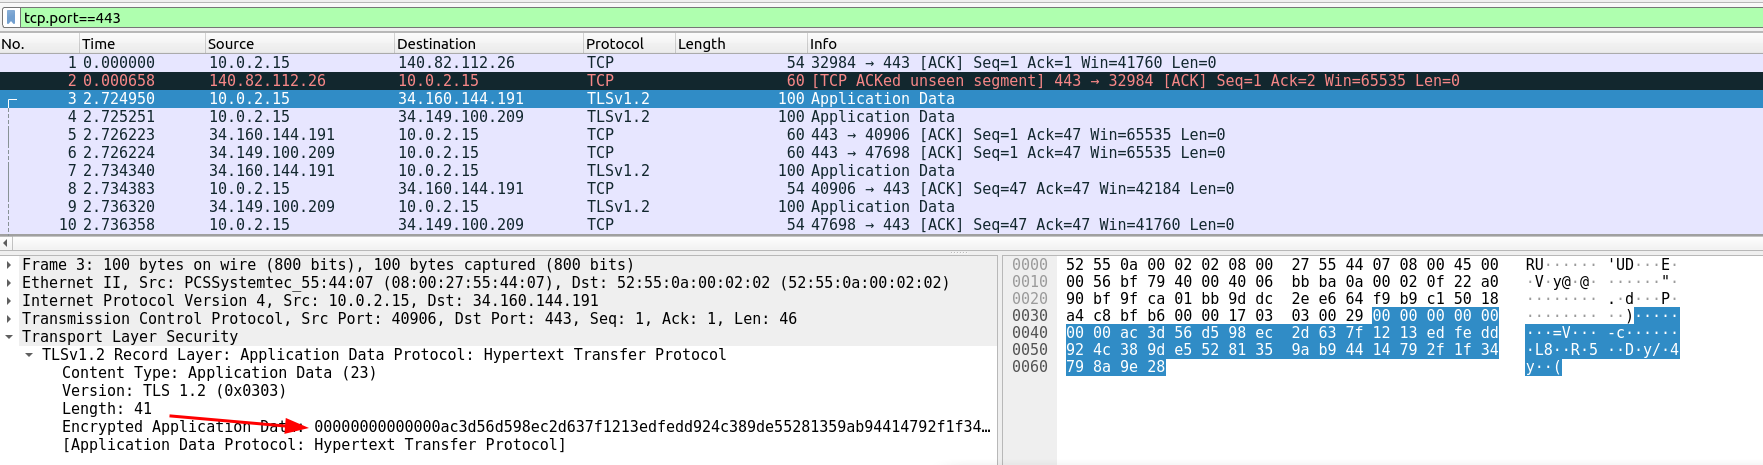 tcp.port==443
No. Time Source Destination Protocol Length Info
1 0.000000 10.0.2.15 140.82.112.26 TCP 54 32984 → 443 [ACK] Seq=1 Ack=1 Win=41760 Len=0
2 0.000658 140.82.112.26 10.0.2.15 TCP 60 [TCP ACKed unseen segment] 443 → 32984 [ACK] Seq=1 Ack=2 Win=65535 Len=0
3 2.724950 10.0.2.15 34.160.144.191 TLSv1.2 100 Application Data
4 2.725251 10.0.2.15 34.149.100.209 TLSv1.2 100 Application Data
5 2.726223 34.160.144.191 10.0.2.15 TCP 60 443 → 40906 [ACK] Seq=1 Ack=47 Win=65535 Len=0
6 2.726224 34.149.100.209 10.0.2.15 TCP 60 443 → 47698 [ACK] Seq=1 Ack=47 Win=65535 Len=0
7 2.734340 34.160.144.191 10.0.2.15 TLSv1.2 100 Application Data
8 2.734383 10.0.2.15 34.160.144.191 TCP 54 40906 → 443 [ACK] Seq=47 Ack=47 Win=42184 Len=0
9 2.736320 34.149.100.209 10.0.2.15 TLSv1.2 100 Application Data
10 2.736358 10.0.2.15 34.149.100.209 TCP 54 47698 → 443 [ACK] Seq=47 Ack=47 Win=41760 Len=0
Frame 3: 100 bytes on wire (800 bits), 100 bytes captured (800 bits)
Ethernet II, Src: PCSSystemtec_55:44:07 (08:00:27:55:44:07), Dst: 52:55:0a:00:02:02 (52:55:0a:00:02:02)
Internet Protocol Version 4, Src: 10.0.2.15, Dst: 34.160.144.191
Transmission Control Protocol, Src Port: 40906, Dst Port: 443, Seq: 1, Ack: 1, Len: 46
Transport Layer Security
TLSv1.2 Record Layer: Application Data Protocol: Hypertext Transfer Protocol
Content Type: Application Data (23)
Version: TLS 1.2 (0x0303)
Length: 41
Encrypted Application Data: 00000000000000ac3d56d598ec2d637f1213edfedd924c389de55281359ab94414792f1f34…
[Application Data Protocol: Hypertext Transfer Protocol]
0000 52 55 0a 00 02 02 08 00 27 55 44 07 08 00 45 00 RU······ 'UD···E·
0010 00 56 bf 79 40 00 40 06 bb ba 0a 00 02 0f 22 a0 ·V·y@·@· ······"·
0020 90 bf 9f ca 01 bb 9d dc 2e e6 64 f9 b9 c1 50 18 ········ .·d···P·
0030 a4 c8 bf b6 00 00 17 03 03 00 29 00 00 00 00 00 ········ ··)·····
0040 00 00 ac 3d 56 d5 98 ec 2d 63 7f 12 13 ed fe dd ···=V··· -c······
0050 92 4c 38 9d e5 52 81 35 9a b9 44 14 79 2f 1f 34 ·L8··R·5 ··D·y/·4
0060 79 8a 9e 28 y··(